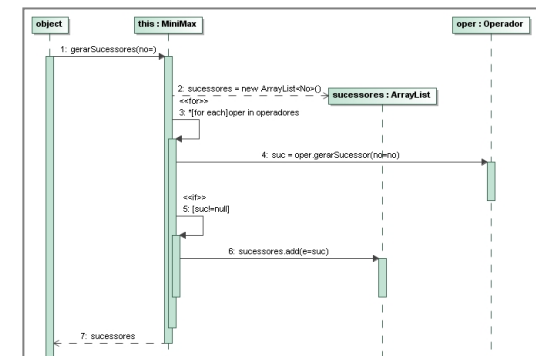 object
this : MiniMax
oper : Operador
1: gerarSucessores(no=)
2: sucessores = new ArrayList<No>()
sucessores : ArrayList
<<for>>
3: *[for each]oper in operadores
4: suc = oper.gerarSucessor(no=no)
<<if>>
5: [suc!=null]
6: sucessores.add(e=suc)
7: sucessores